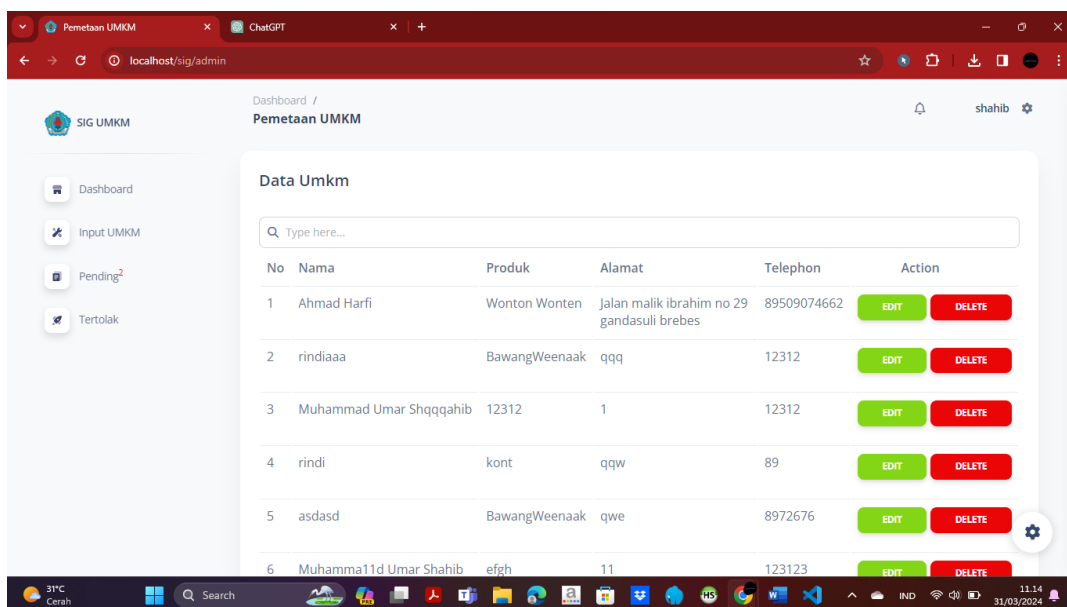 Pemetaan UMKM
ChatGPT
localhost/sig/admin
SIG UMKM
Dashboard /
Pemetaan UMKM
shahib
Dashboard
Input UMKM
Pending2
Tertolak
Data Umkm
Type here...
No Nama Produk Alamat Telephon Action
1 Ahmad Harfi Wonton Wonten Jalan malik ibrahim no 29 89509074662 EDIT DELETE
gandasuli brebes
2 rindiaaa BawangWeenaak qqq 12312 EDIT DELETE
3 Muhammad Umar Shqqqahib 12312 1 12312 EDIT DELETE
4 rindi kont qqw 89 EDIT DELETE
5 asdasd BawangWeenaak qwe 8972676 EDIT DELETE
6 Muhamma11d Umar Shahib efgh 11 123123 EDIT DELETE
31°C
Cerah
Search
PRE
HS
IND
11.14
31/03/2024